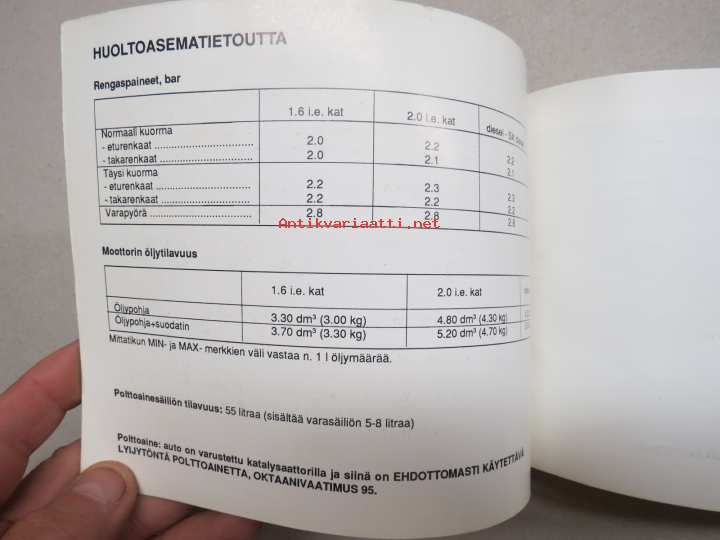 HUOLTOASEMATIETOUTTA
Rengaspaineet, bar
1.6 i.e. kat 2.0 i.e. kat diesel - SX
Normaali kuorma
- eturenkaat ................................. 2.0 2.2 2.2
- takarenkaat ............................... 2.0 2.1 2.1
Täysi kuorma
- eturenkaat ................................. 2.2 2.3 2.3
- takarenkaat ............................... 2.2 2.2 2.2
Varapyörä .................................. 2.8 2.8 2.8
Antikvariaatti.net
Moottorin öljytilavuus
1.6 i.e. kat 2.0 i.e. kat
Öljypohja 3.30 dm³ (3.00 kg) 4.80 dm³ (4.30 kg)
Öljypohja+suodatin 3.70 dm³ (3.30 kg) 5.20 dm³ (4.70 kg)
Mittatikun MIN- ja MAX- merkkien väli vastaa n. 1 l öljymäärää.
Polttoainesäiliön tilavuus: 55 litraa (sisältää varasäiliön 5-8 litraa)
Polttoaine: auto on varustettu katalysaattorilla ja siinä on EHDOTTOMASTI KÄYTETTÄVÄ
LYIJYTÖNTÄ POLTTOAINETTA, OKTAANIVAATIMUS 95.